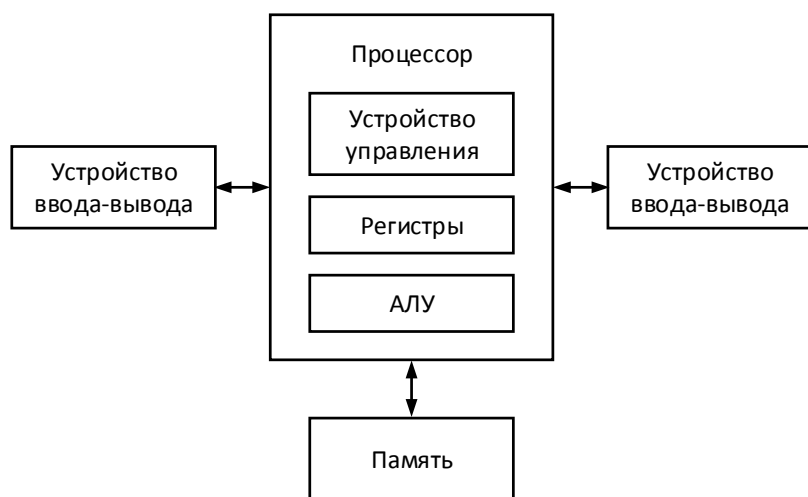 Процессор
Устройство
управления
Устройство
ввода-вывода
Устройство
ввода-вывода
Регистры
АЛУ
Память